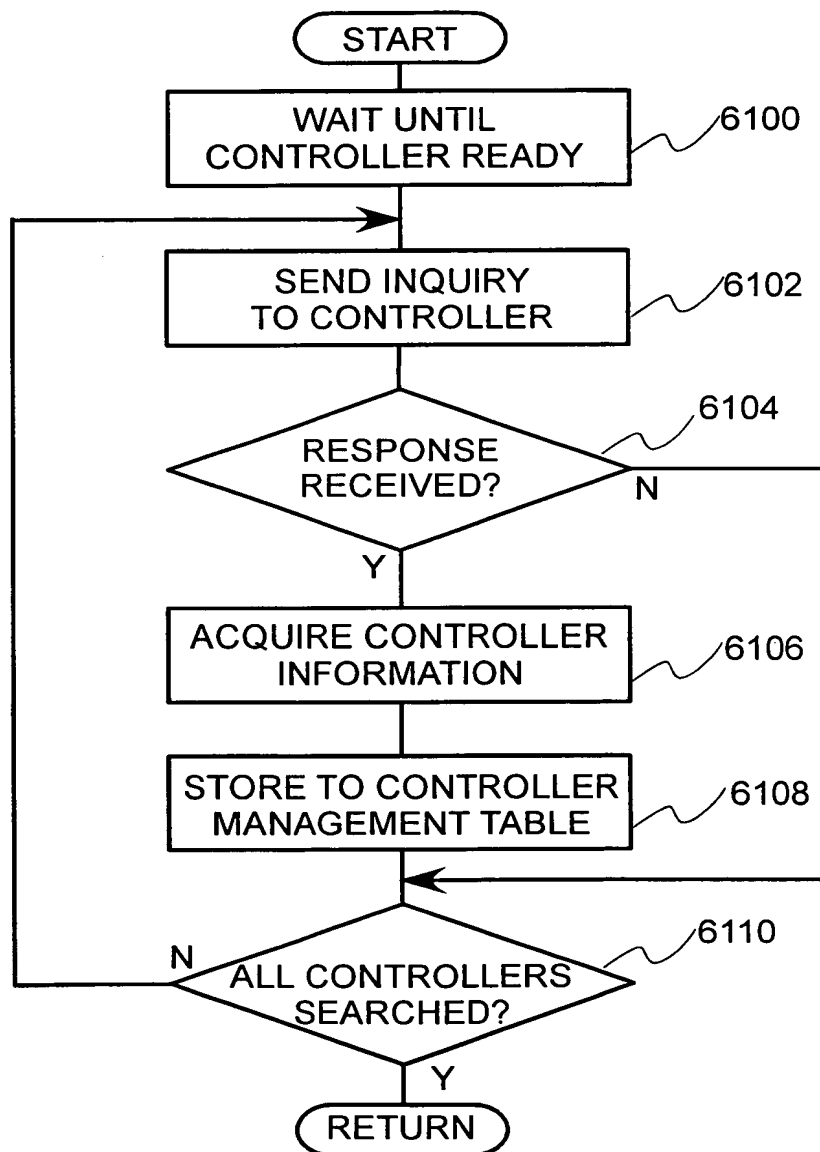 START
WAIT UNTIL
CONTROLLER READY
6100
SEND INQUIRY
TO CONTROLLER
6102
6104
RESPONSE
RECEIVED?
N
Y
ACQUIRE CONTROLLER
INFORMATION
6106
STORE TO CONTROLLER
MANAGEMENT TABLE
6108
6110
N
ALL CONTROLLERS
SEARCHED?
Y
RETURN